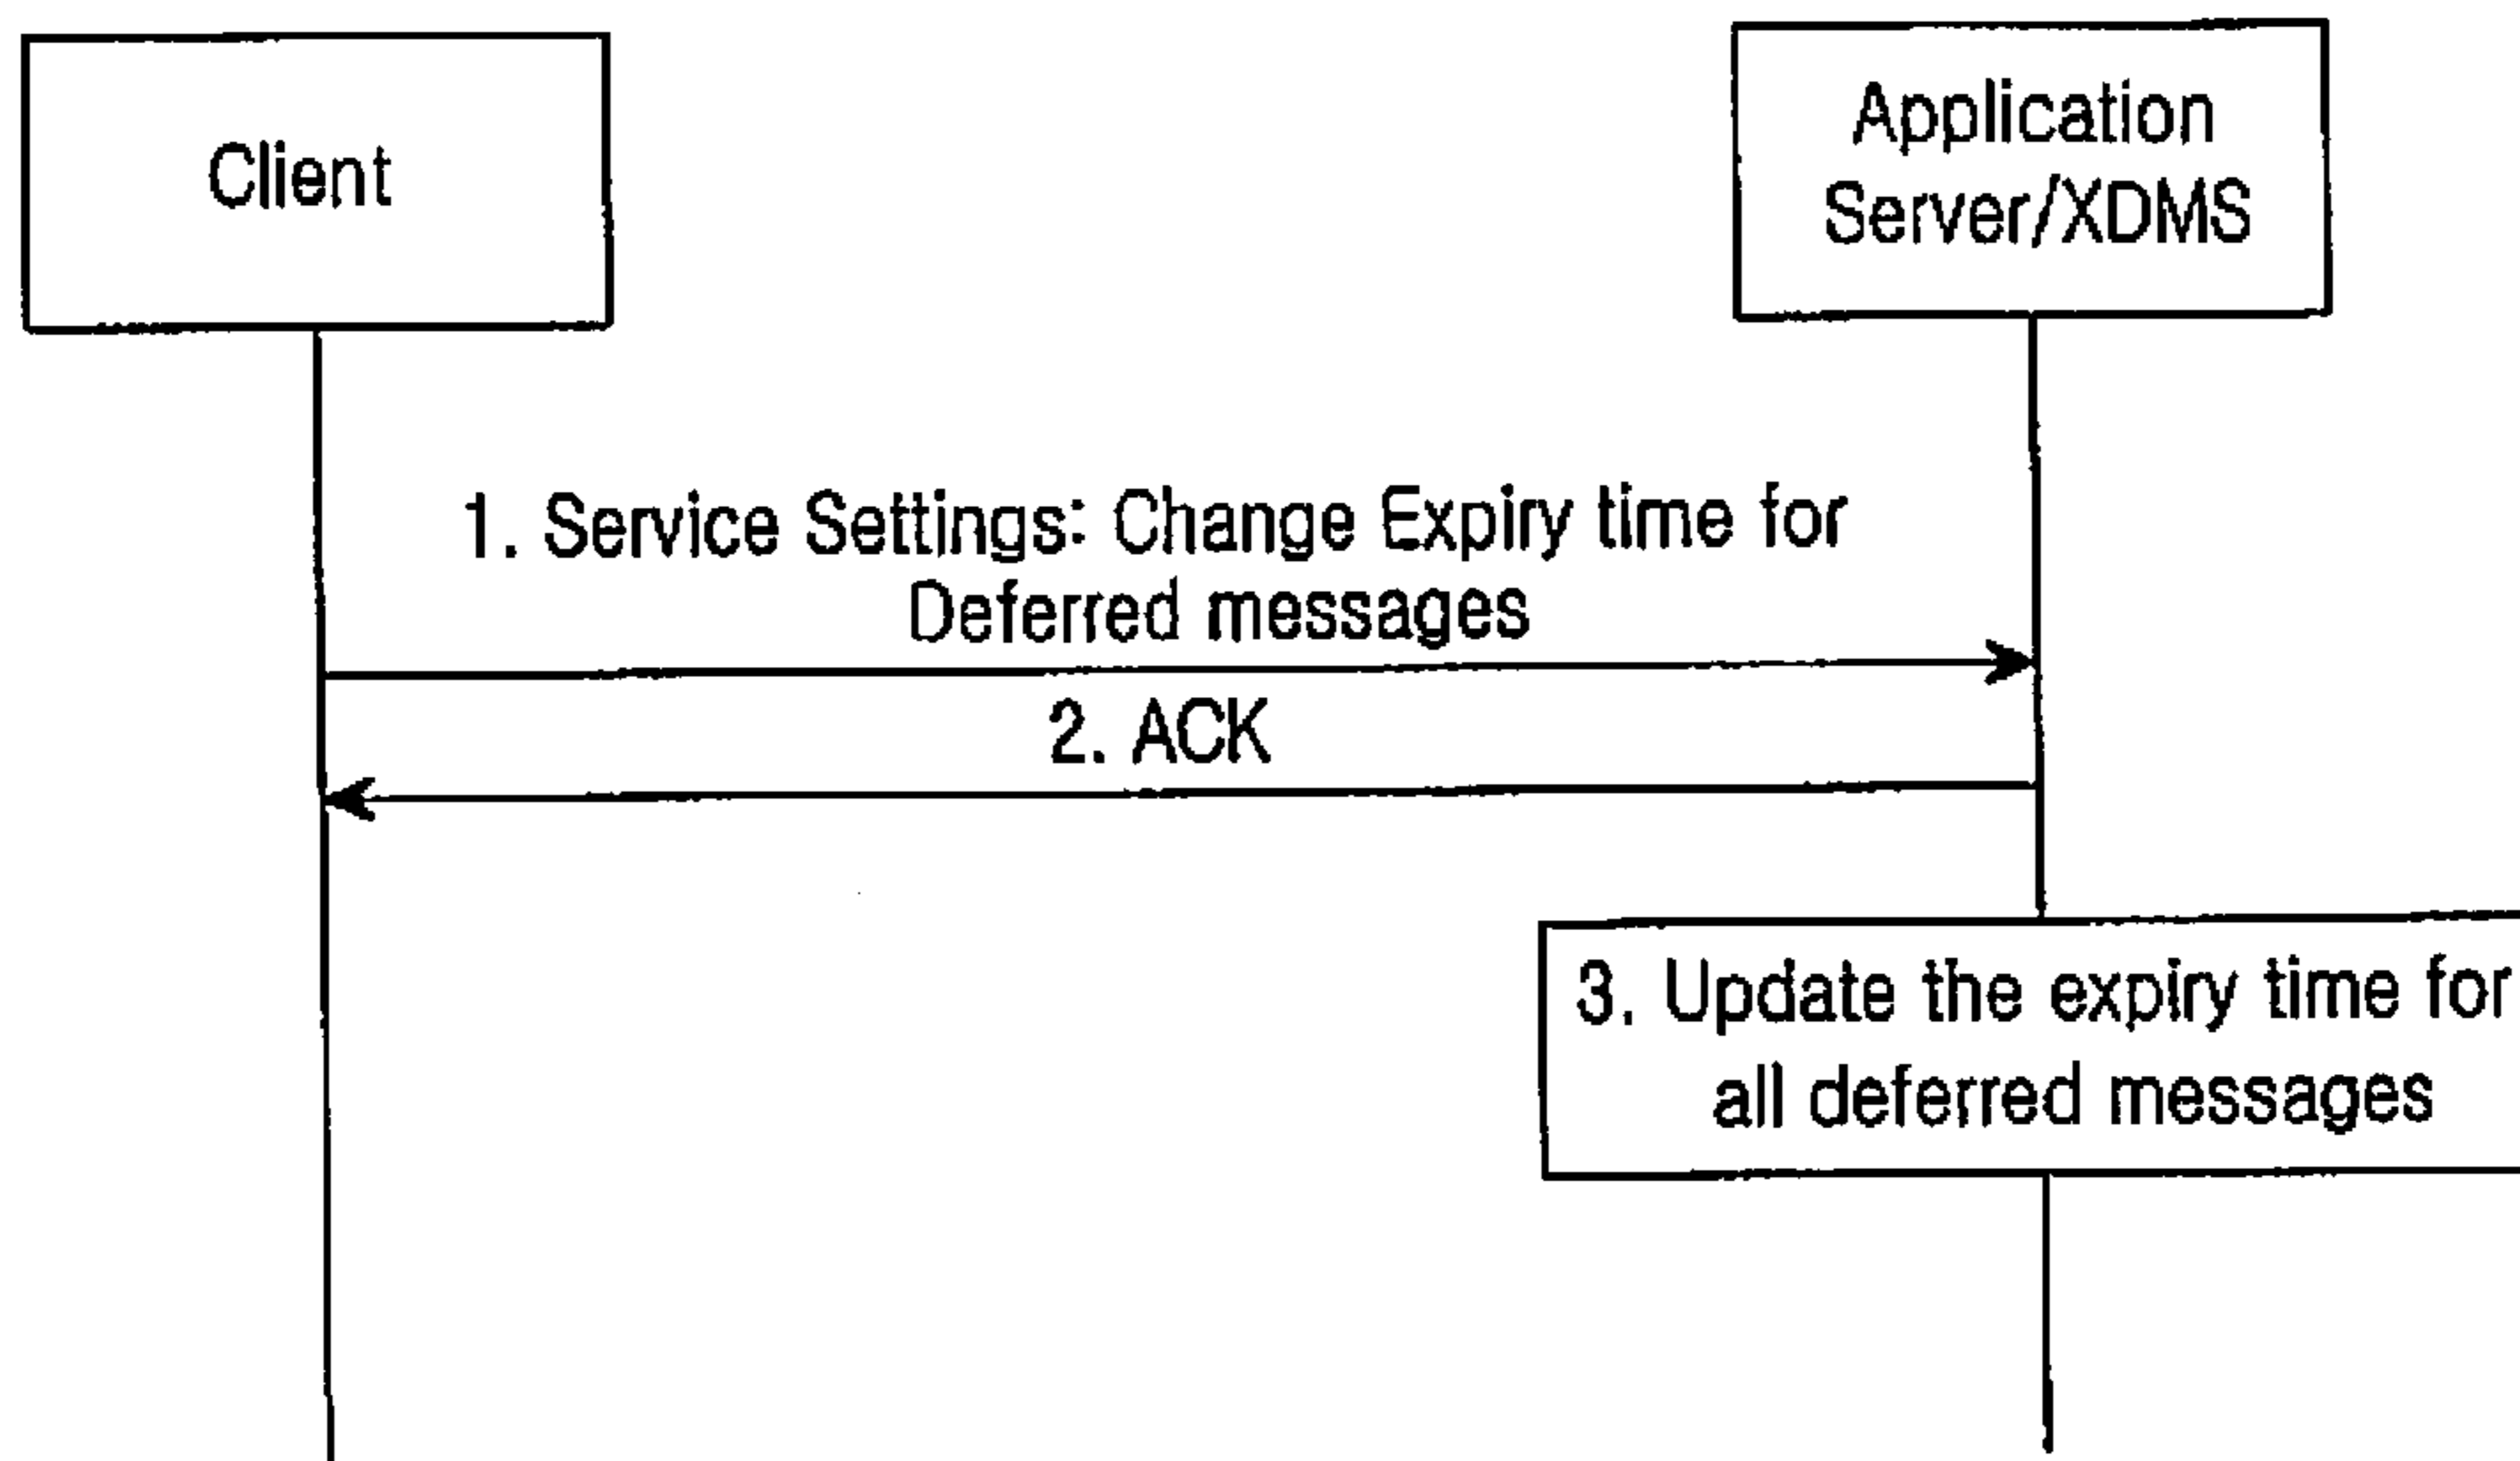 Client
Application
Server/XDMS
1. Service Settings: Change Expiry time for
Deferred messages
2. ACK
3. Update the expiry time for
all deferred messages